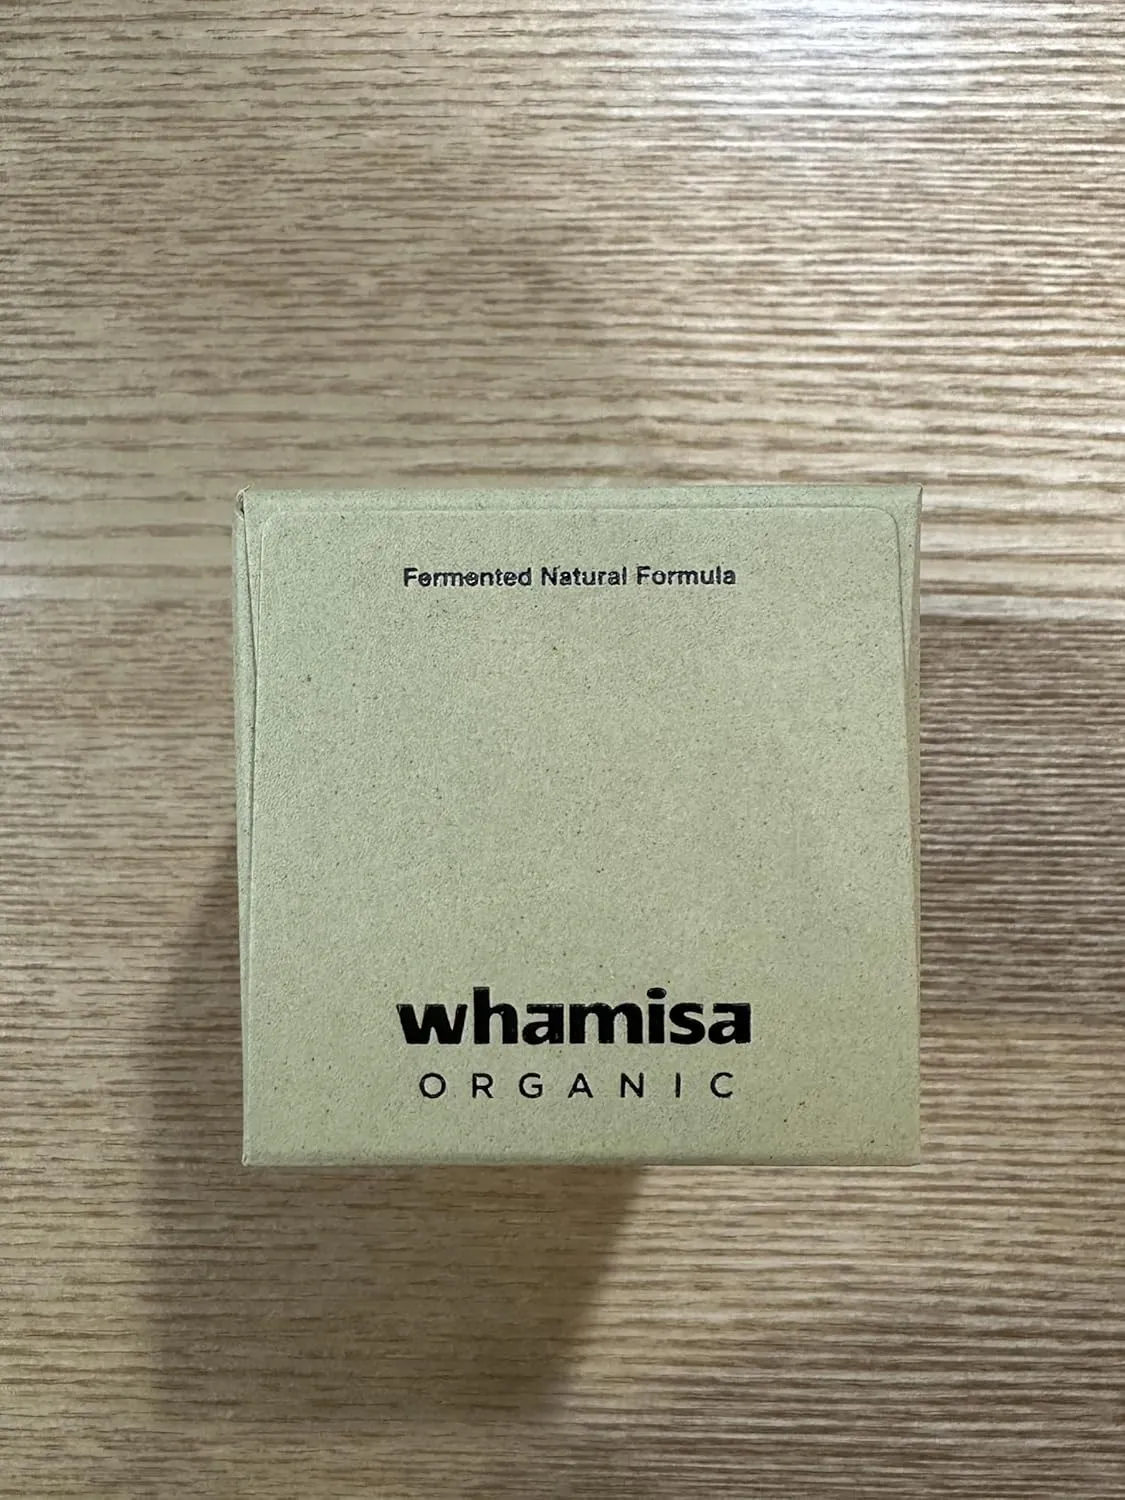 Fermented Natural Formula
whamisa
ORGANIC